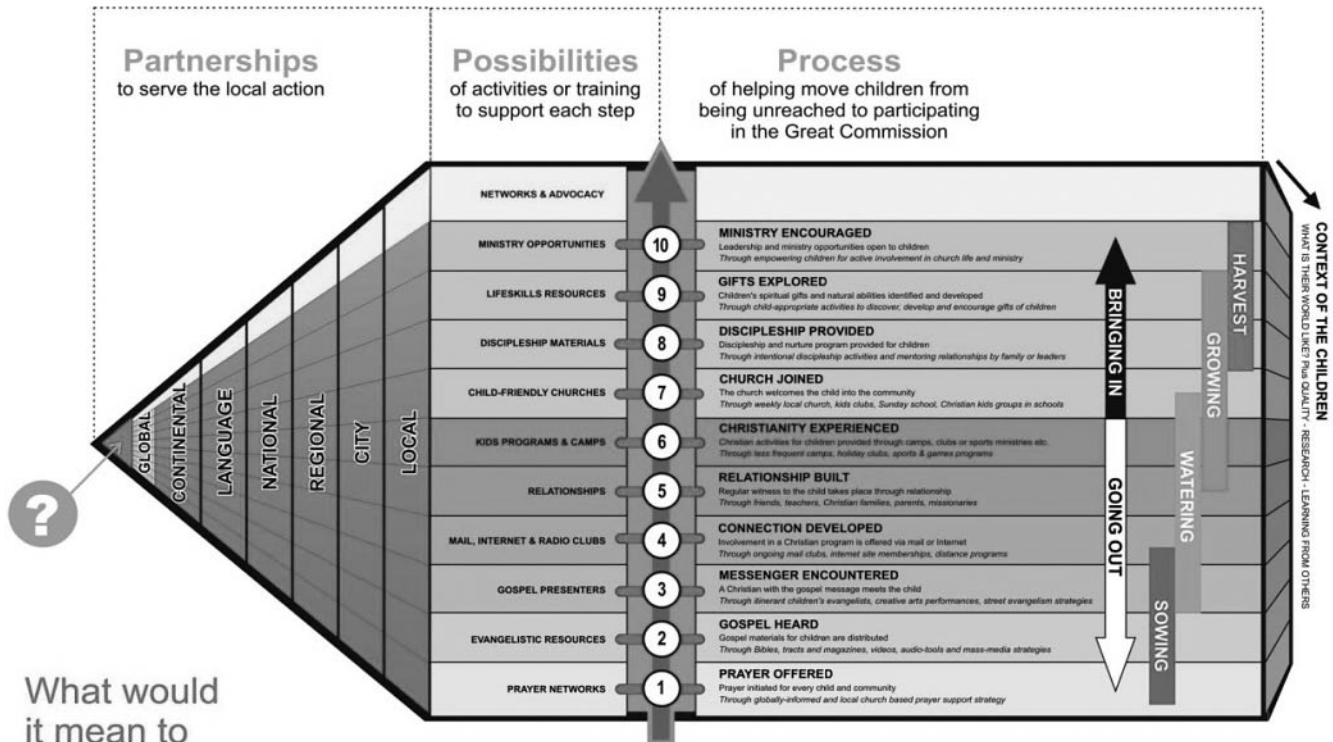 Partnerships
to serve the local action
Possibilities
of activities or training
to support each step
Process
of helping move children from
being unreached to participating
in the Great Commission
GLOBAL
CONTINENTAL
LANGUAGE
NATIONAL
REGIONAL
CITY
LOCAL
?
NETWORKS & ADVOCACY
MINISTRY OPPORTUNITIES
10
MINISTRY ENCOURAGED
Leadership and ministry opportunities open to children
Through empowering children for active involvement in church life and ministry
LIFESKILLS RESOURCES
9
GIFTS EXPLORED
Children's spiritual gifts and natural abilities identified and developed
Through child-appropriate activities to discover, develop and encourage gifts of children
DISCIPLESHIP MATERIALS
8
DISCIPLESHIP PROVIDED
Discipleship and nurture program provided for children
Through intentional discipleship activities and mentoring relationships by family or leaders
CHILD-FRIENDLY CHURCHES
7
CHURCH JOINED
The church welcomes the child into the community
Through weekly local church, kids clubs, Sunday school, Christian kids groups in schools
KIDS PROGRAMS & CAMPS
6
CHRISTIANITY EXPERIENCED
Christian activities for children provided through camps, clubs or sports ministries etc.
Through less frequent camps, holiday clubs, sports & games programs
RELATIONSHIPS
5
RELATIONSHIP BUILT
Regular witness to the child takes place through relationship
Through friends, teachers, Christian families, parents, missionaries
MAIL, INTERNET & RADIO CLUBS
4
CONNECTION DEVELOPED
Involvement in a Christian program is offered via mail or Internet
Through ongoing mail clubs, internet site memberships, distance programs
GOSPEL PRESENTERS
3
MESSENGER ENCOUNTERED
A Christian with the gospel message meets the child
Through itinerant children's evangelists, creative arts performances, street evangelism strategies
EVANGELISTIC RESOURCES
2
GOSPEL HEARD
Gospel materials for children are distributed
Through Bibles, tracts and magazines, videos, audio-tools and mass-media strategies
PRAYER NETWORKS
1
PRAYER OFFERED
Prayer initiated for every child and community
Through globally-informed and local church based prayer support strategy
BRINGING IN
GOING OUT
HARVEST
GROWING
WATERING
SOWING
CONTEXT OF THE CHILDREN
WHAT IS THEIR WORLD LIKE? Plus QUALITY - RESEARCH - LEARNING FROM OTHERS
What would
it mean to